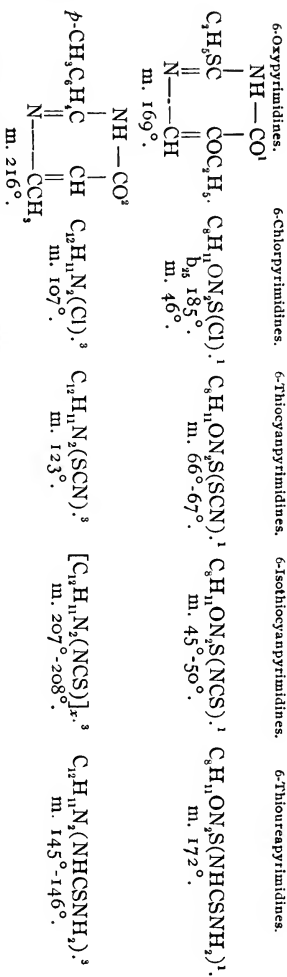 6-Oxypyrimidines. 6-Chlorpyrimidines. 6-Thiocyanpyrimidines. 6-Isothiocyanpyrimidines. 6-Thioureapyrimidines.
NH — CO¹
| |
C₂H₅SC COC₂H₅. C₈H₁₁ON₂S(Cl).¹ C₈H₁₁ON₂S(SCN).¹ C₈H₁₁ON₂S(NCS).¹ C₈H₁₁ON₂S(NHCSNH₂)¹.
‖ ‖ b₂₅ 185°. m. 66°-67°. m. 45°-50°. m. 172°.
N — - — CH m. 46°.
m. 169°.
NH — CO²
| |
p-CH₃C₆H₄C CH C₁₂H₁₁N₂(Cl).³ C₁₂H₁₁N₂(SCN).³ [C₁₂H₁₁N₂(NCS)]ₓ.³ C₁₂H₁₁N₂(NHCSNH₂).³
‖ ‖ m. 107°. m. 123°. m. 207°-208°. m. 145°-146°.
N —— CCH₃
m. 216°.